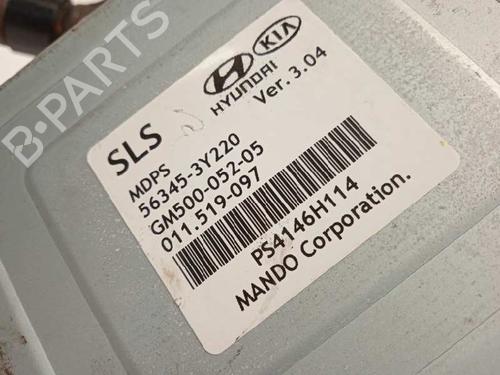 B-PARTS
HYUNDAI KIA
SLS Ver. 3.04
MDPS
56345-3Y220
GM500-052-05
011.519-097
PS4146H114
MANDO Corporation.